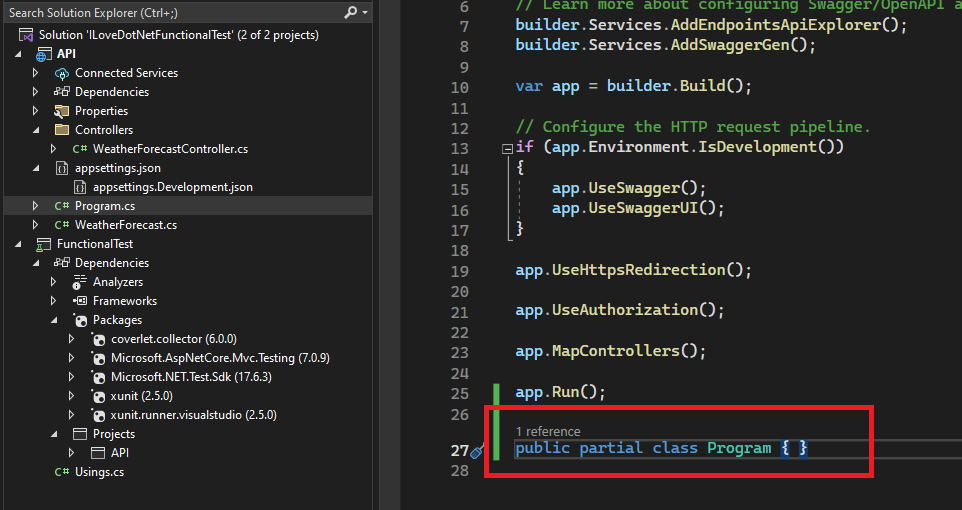 Search Solution Explorer (Ctrl+;)
Solution 'ILoveDotNetFunctionalTest' (2 of 2 projects)
API
Connected Services
Dependencies
Properties
Controllers
C# WeatherForecastController.cs
appsettings.json
appsettings.Development.json
C# Program.cs
C# WeatherForecast.cs
FunctionalTest
Dependencies
Analyzers
Frameworks
Packages
coverlet.collector (6.0.0)
Microsoft.AspNetCore.Mvc.Testing (7.0.9)
Microsoft.NET.Test.Sdk (17.6.3)
xunit (2.5.0)
xunit.runner.visualstudio (2.5.0)
Projects
API
C# Usings.cs
6 // Learn more about configuring Swagger/OpenAPI a
7 builder.Services.AddEndpointsApiExplorer();
8 builder.Services.AddSwaggerGen();
9
10 var app = builder.Build();
11
12 // Configure the HTTP request pipeline.
13 if (app.Environment.IsDevelopment())
14 {
15 app.UseSwagger();
16 app.UseSwaggerUI();
17 }
18
19 app.UseHttpsRedirection();
20
21 app.UseAuthorization();
22
23 app.MapControllers();
24
25 app.Run();
26
1 reference
27 public partial class Program { }
28